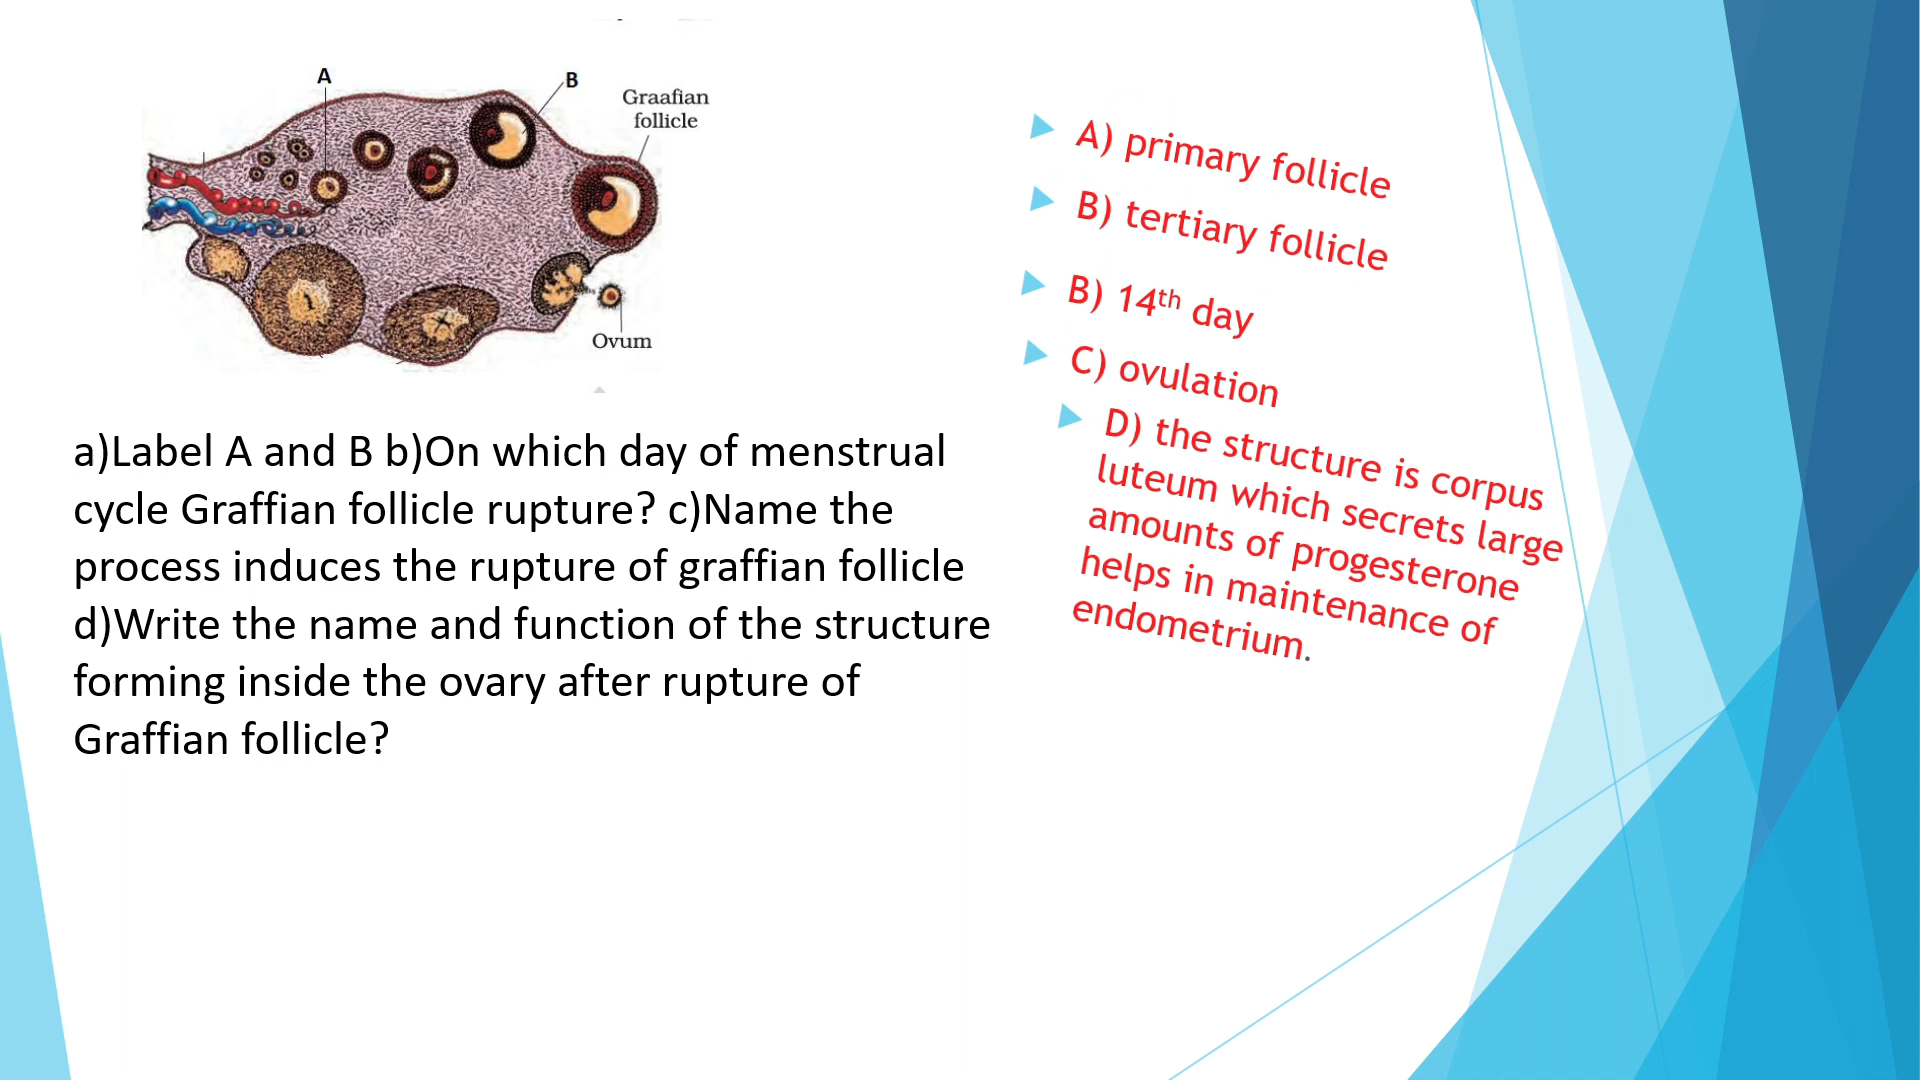 A
B
Graafian
follicle
Ovum
a)Label A and B b)On which day of menstrual
cycle Graffian follicle rupture? c)Name the
process induces the rupture of graffian follicle
d)Write the name and function of the structure
forming inside the ovary after rupture of
Graffian follicle?
A) primary follicle
B) tertiary follicle
B) 14th day
C) ovulation
D) the structure is corpus
luteum which secrets large
amounts of progesterone
helps in maintenance of
endometrium.